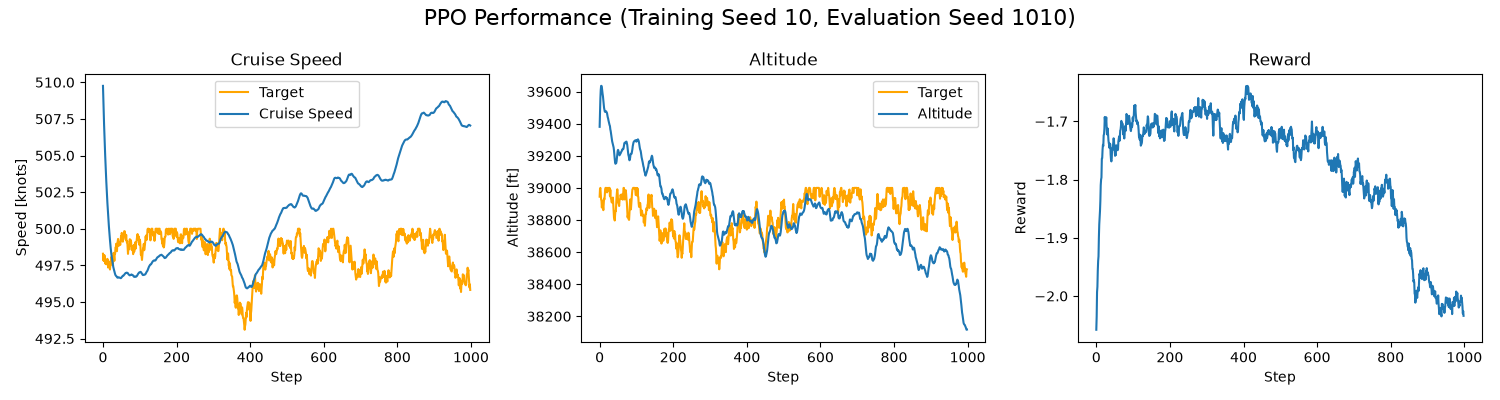 PPO Performance (Training Seed 10, Evaluation Seed 1010)
Cruise Speed
Speed [knots]
510.0
507.5
505.0
502.5
500.0
497.5
495.0
492.5
Target
Cruise Speed
0 200 400 600 800 1000
Step
Altitude
Altitude [ft]
39600
39400
39200
39000
38800
38600
38400
38200
Target
Altitude
0 200 400 600 800 1000
Step
Reward
Reward
−1.7
−1.8
−1.9
−2.0
0 200 400 600 800 1000
Step